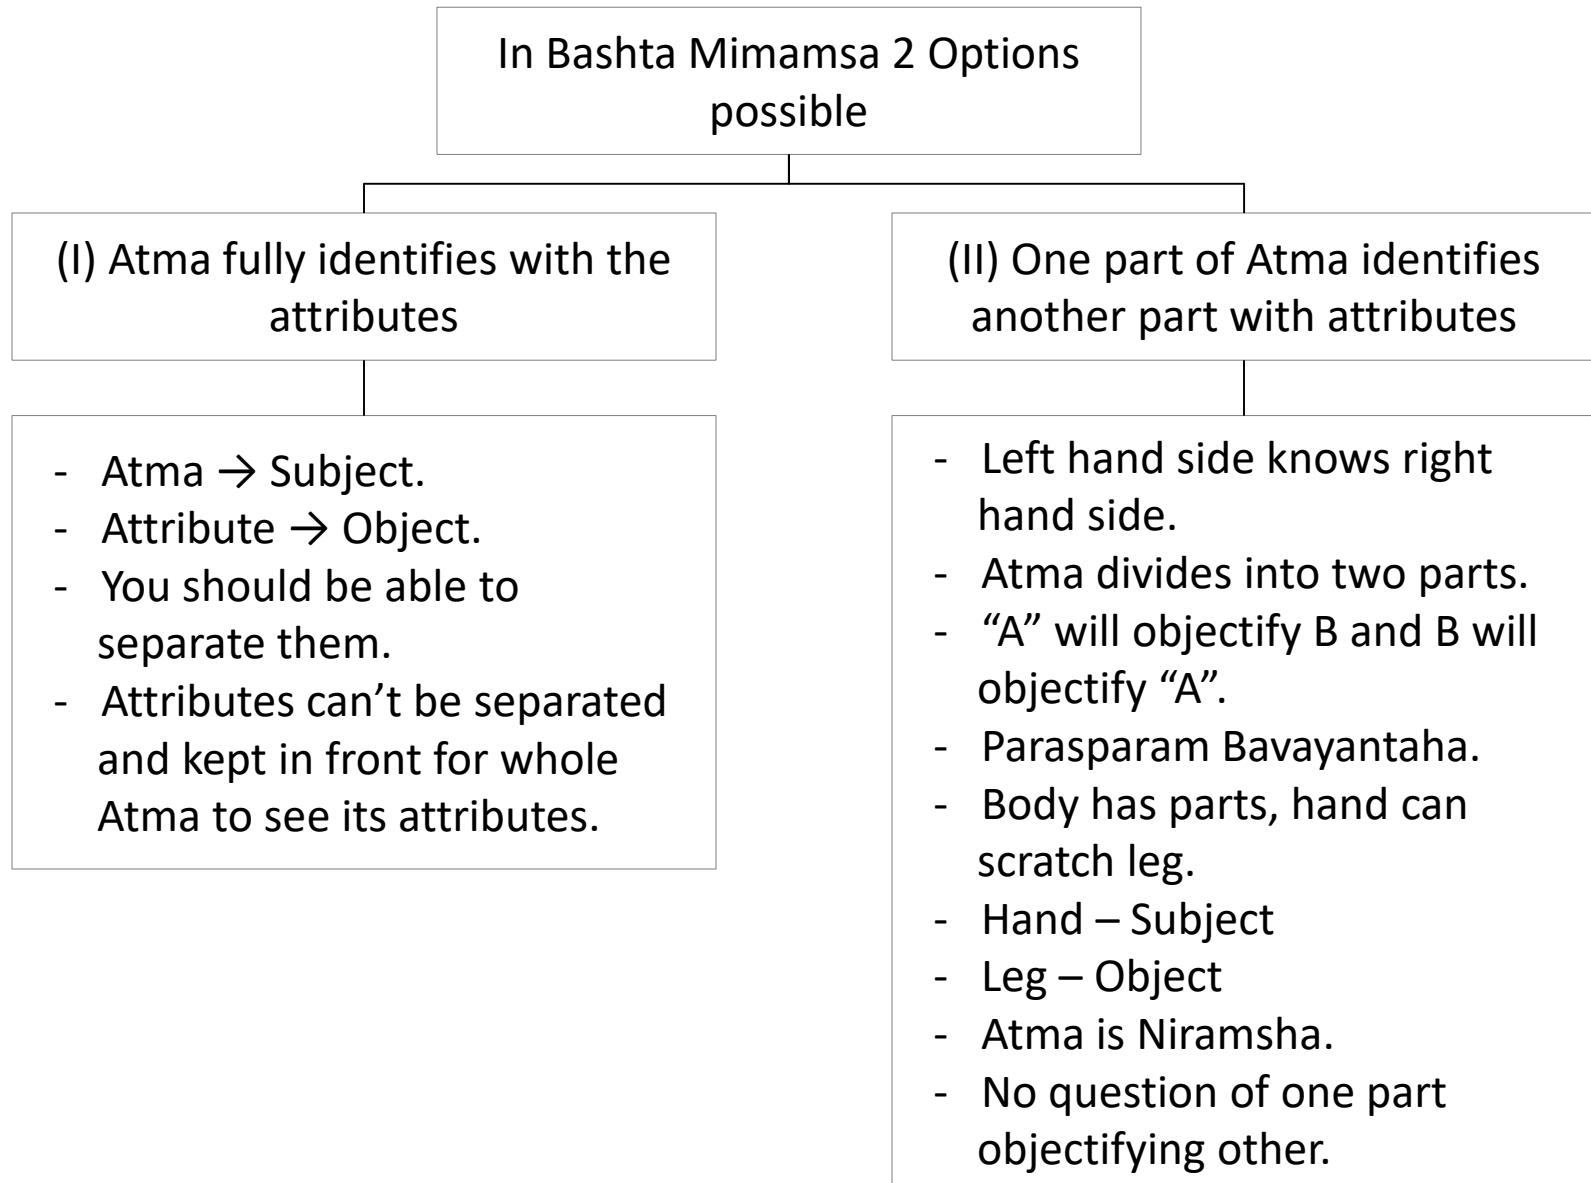 In Bashta Mimamsa 2 Options
possible
(I) Atma fully identifies with the
attributes
- Atma → Subject.
- Attribute → Object.
- You should be able to
separate them.
- Attributes can’t be separated
and kept in front for whole
Atma to see its attributes.
(II) One part of Atma identifies
another part with attributes
- Left hand side knows right
hand side.
- Atma divides into two parts.
- “A” will objectify B and B will
objectify “A”.
- Parasparam Bavayantaha.
- Body has parts, hand can
scratch leg.
- Hand – Subject
- Leg – Object
- Atma is Niramsha.
- No question of one part
objectifying other.